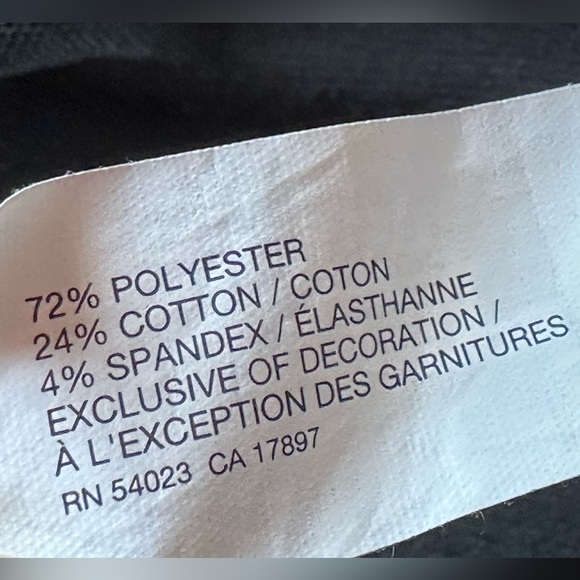 72% POLYESTER
24% COTTON / COTON
4% SPANDEX / ÉLASTHANNE
EXCLUSIVE OF DECORATION /
À L'EXCEPTION DES GARNITURES
RN 54023 CA 17897